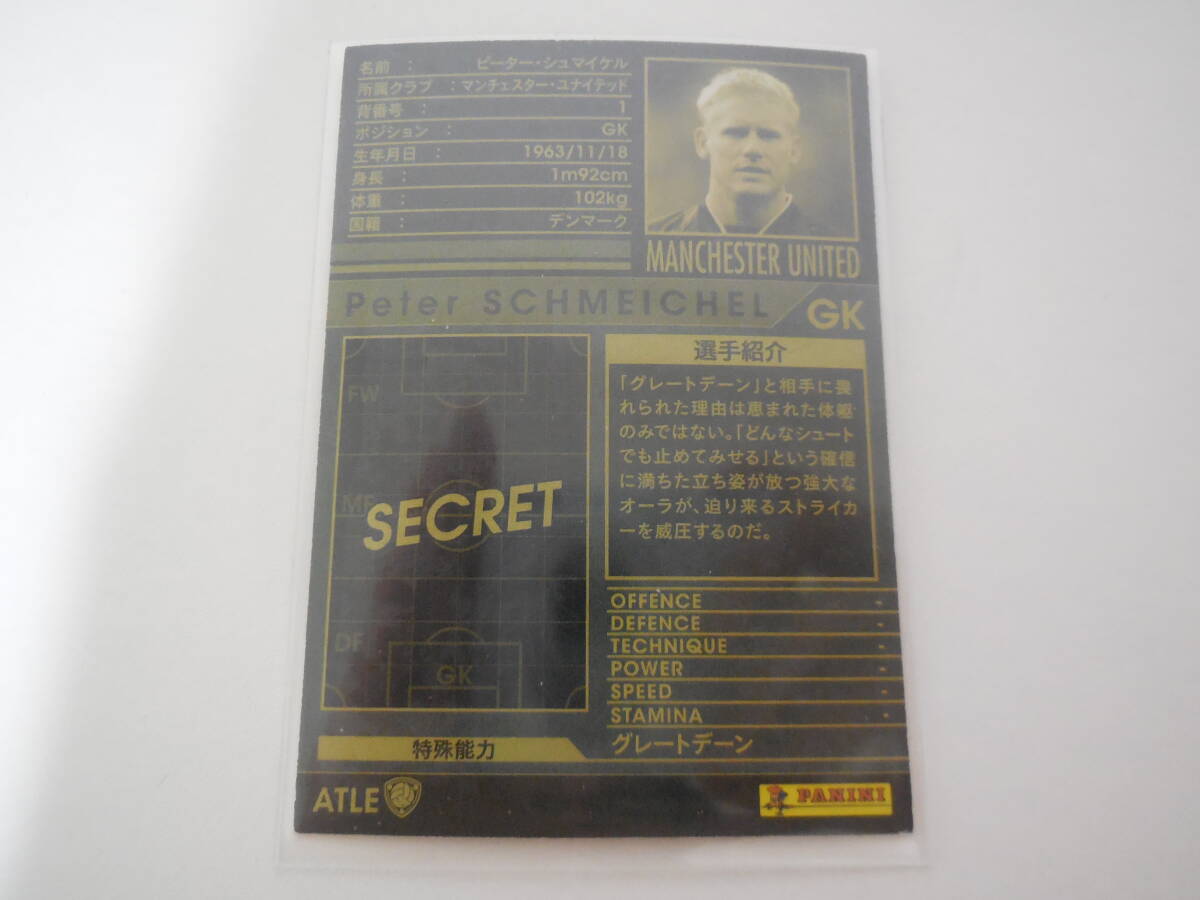 名前 : ピーター・シュマイケル
所属クラブ : マンチェスター・ユナイテッド
背番号 : 1
ポジション : GK
生年月日 : 1963/11/18
身長 : 1m92cm
体重 : 102kg
国籍 : デンマーク
MANCHESTER UNITED
Peter SCHMEICHEL
GK
FW
MF
SECRET
DF
GK
選手紹介
「グレートデーン」と相手に畏
れられた理由は恵まれた体躯
のみではない。「どんなシュート
でも止めてみせる」という確信
に満ちた立ち姿が放つ強大な
オーラが、迫り来るストライカ
ーを威圧するのだ。
OFFENCE -
DEFENCE -
TECHNIQUE -
POWER -
SPEED -
STAMINA -
特殊能力 グレートデーン
ATLE
PANINI